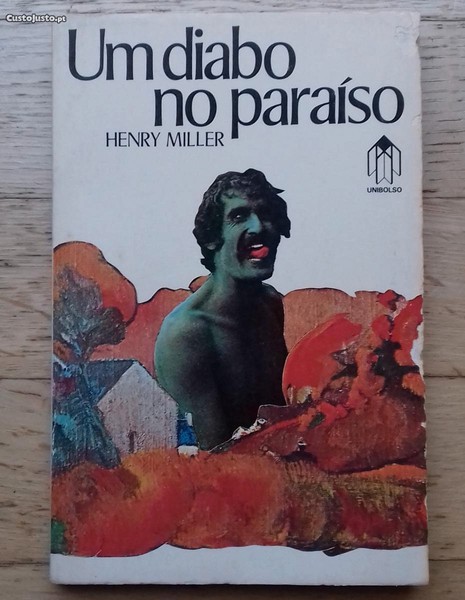 CustoJusto.pt
Um diabo
no paraíso
HENRY MILLER
UNIBOLSO